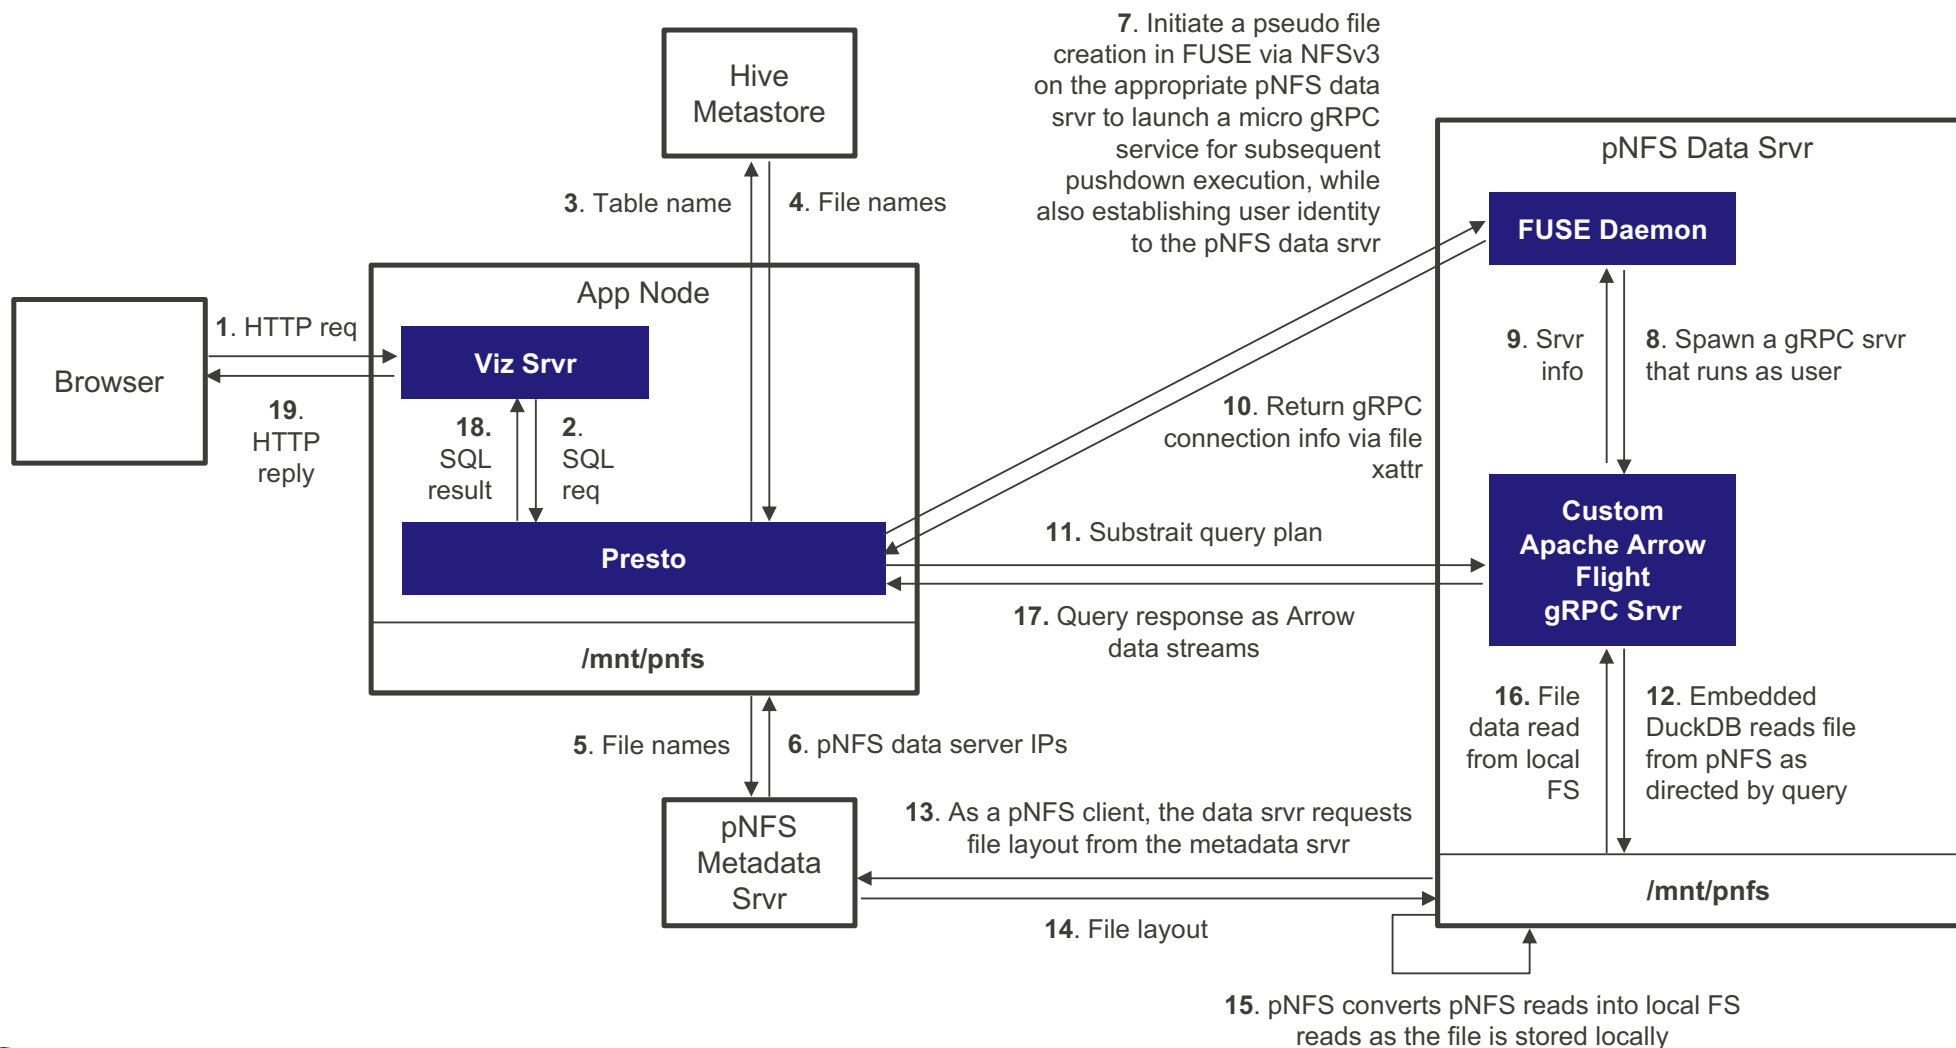 7. Initiate a pseudo file
creation in FUSE via NFSv3
on the appropriate pNFS data
srvr to launch a micro gRPC
service for subsequent
pushdown execution, while
also establishing user identity
to the pNFS data srvr
Hive
Metastore
pNFS Data Srvr
3. Table name
4. File names
FUSE Daemon
App Node
1. HTTP req
Viz Srvr
Browser
9. Srvr
info
8. Spawn a gRPC srvr
that runs as user
19.
HTTP
reply
18.
SQL
result
2.
SQL
req
10. Return gRPC
connection info via file
xattr
Presto
11. Substrait query plan
Custom
Apache Arrow
Flight
gRPC Srvr
17. Query response as Arrow
data streams
/mnt/pnfs
16. File
data read
from local
FS
12. Embedded
DuckDB reads file
from pNFS as
directed by query
5. File names
6. pNFS data server IPs
13. As a pNFS client, the data srvr requests
file layout from the metadata srvr
pNFS
Metadata
Srvr
/mnt/pnfs
14. File layout
15. pNFS converts pNFS reads into local FS
reads as the file is stored locally